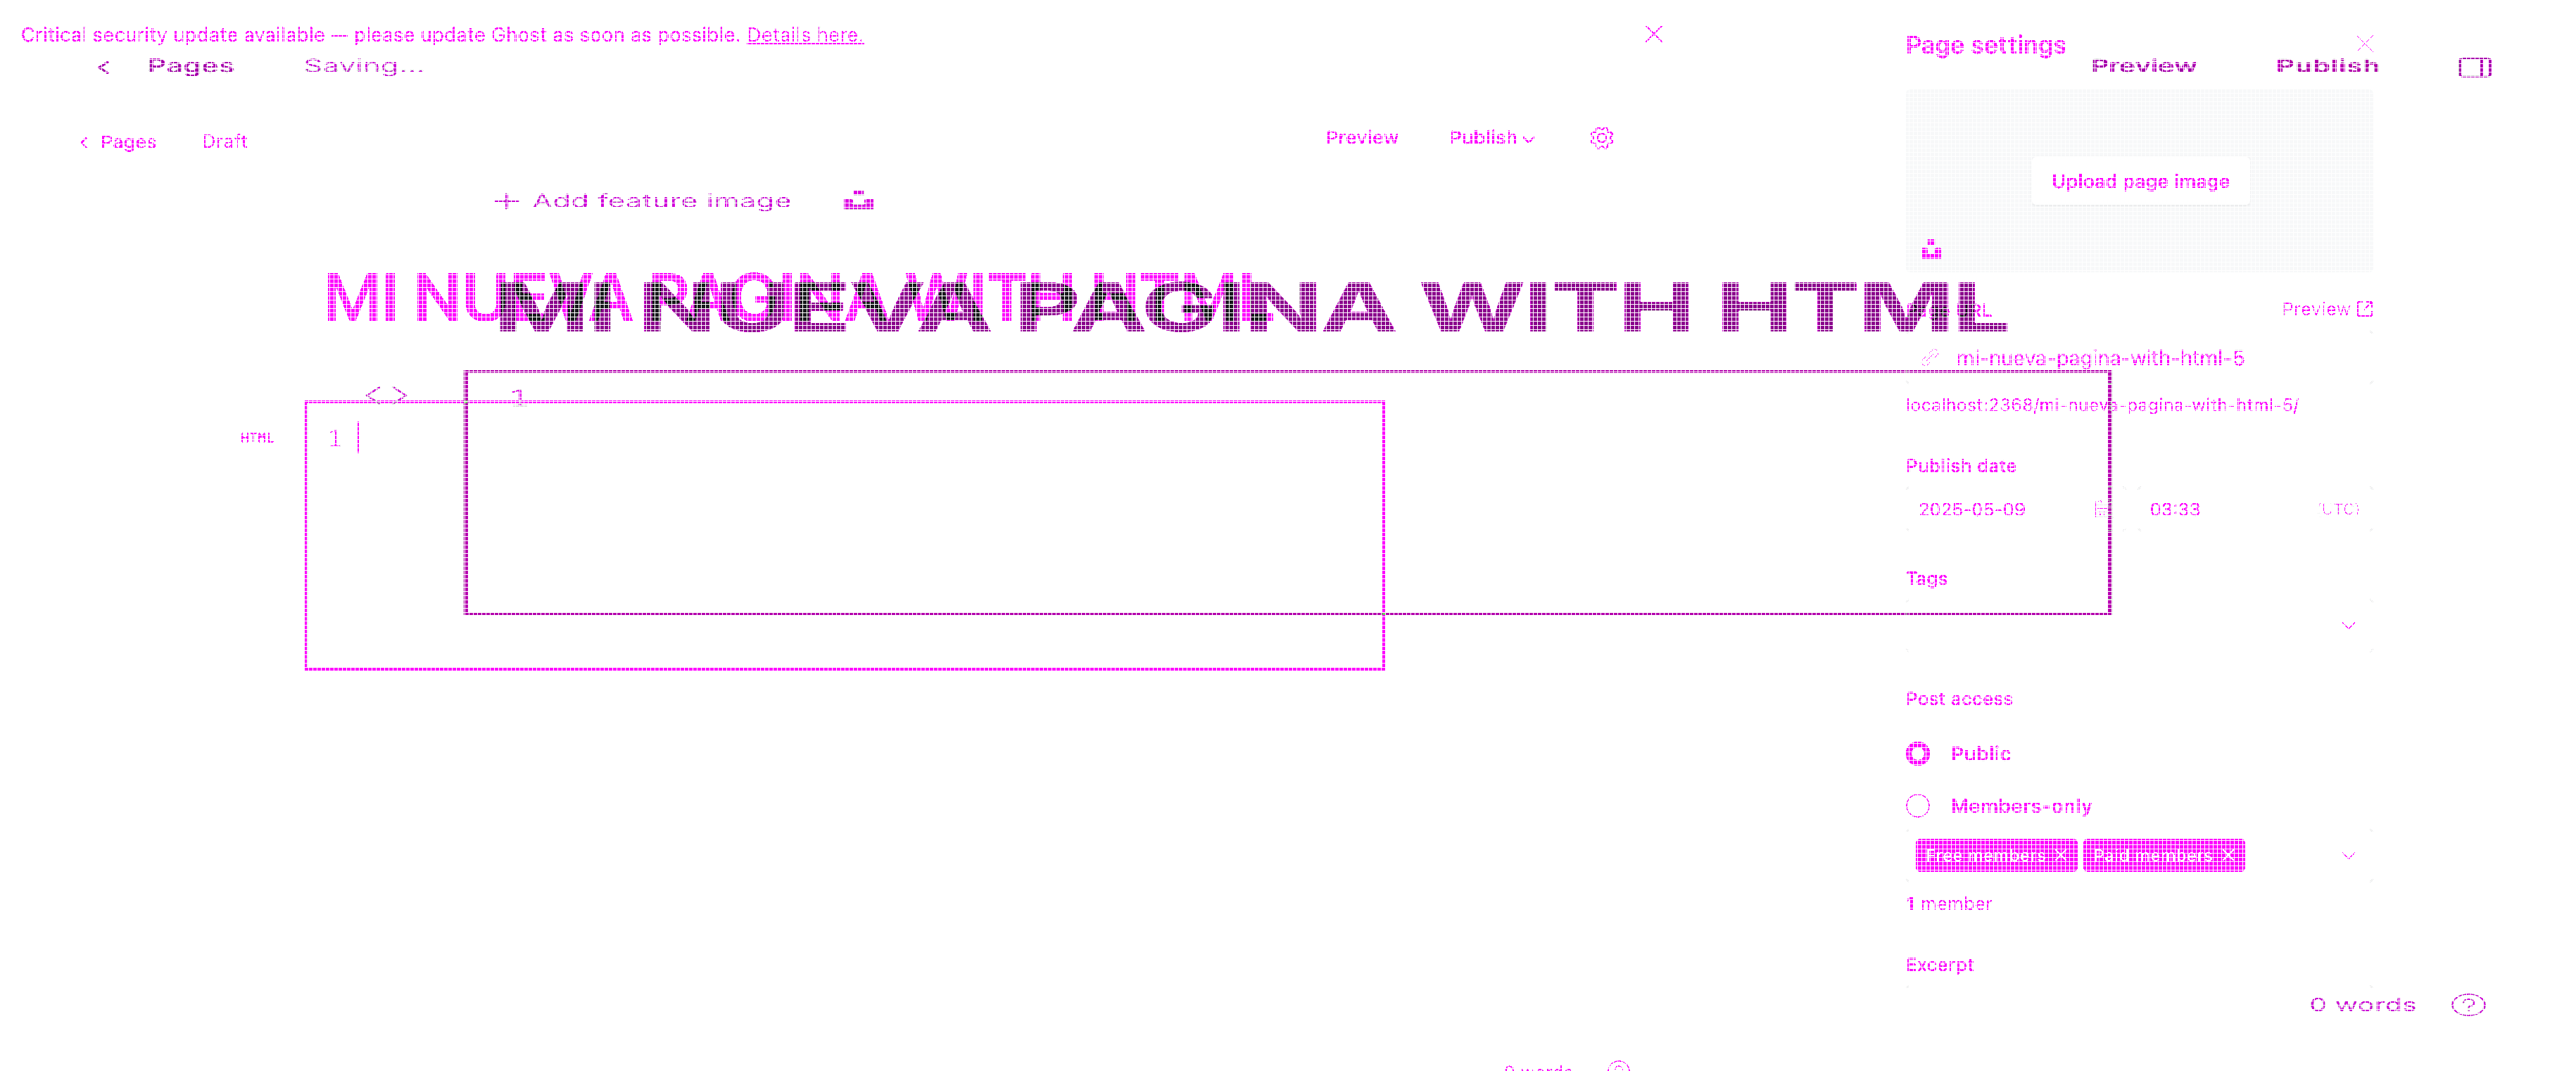 Critical security update available — please update Ghost as soon as possible. Details here.
Page settings
< Pages Saving...
Preview Publish
< Pages Draft
Preview Publish
Upload page image
+ Add feature image
MI NUEVA PAGINA WITH HTML
MI NUEVA PAGINA WITH HTML
URL Preview
mi-nueva-pagina-with-html-5
<> 1
localhost:2368/mi-nueva-pagina-with-html-5/
HTML 1
Publish date
2025-05-09 03:33 (UTC)
Tags
Post access
Public
Members-only
Free members × Paid members ×
1 member
Excerpt
0 words ?
0 words